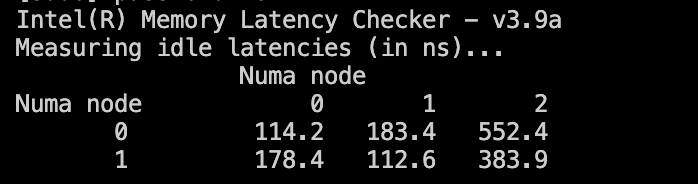 Intel(R) Memory Latency Checker - v3.9a
Measuring idle latencies (in ns)...
Numa node
Numa node 0 1 2
0 114.2 183.4 552.4
1 178.4 112.6 383.9